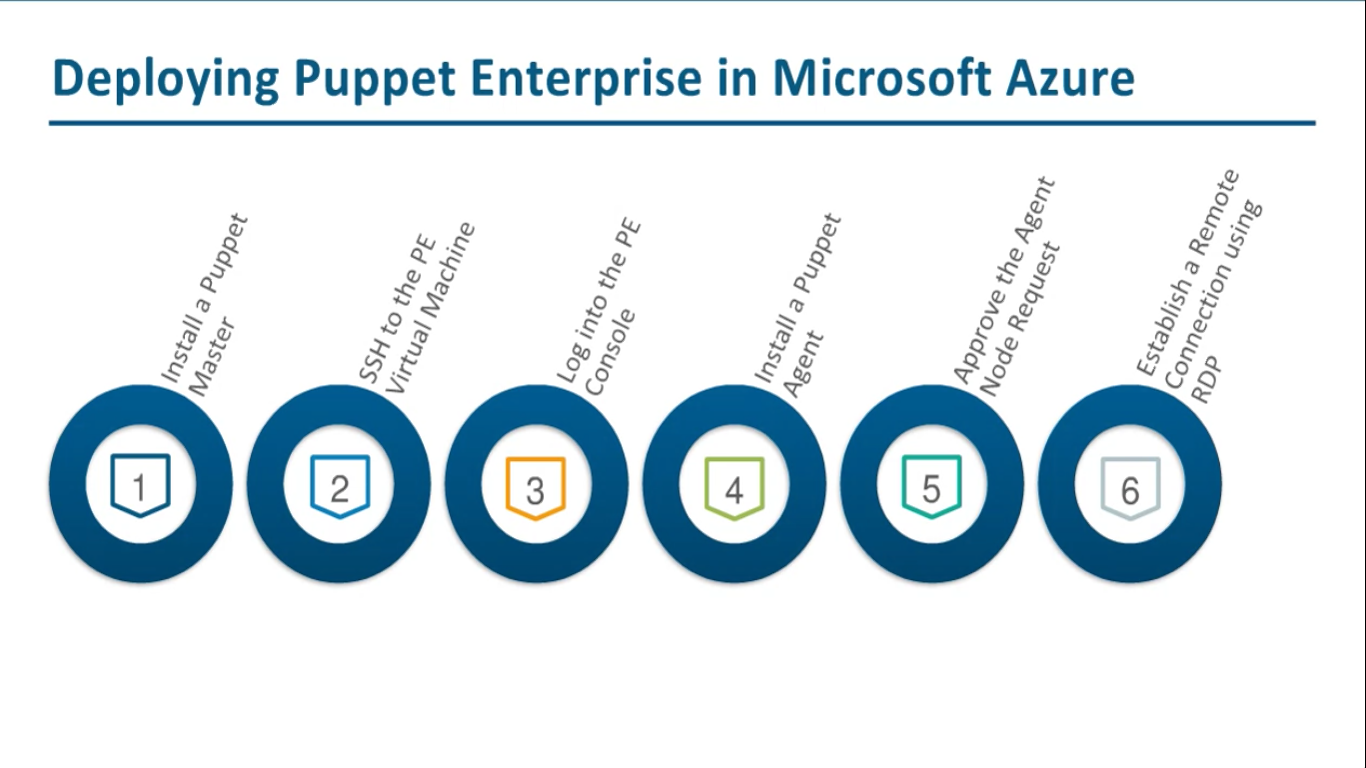 Deploying Puppet Enterprise in Microsoft Azure
Install a Puppet
Master
SSH to the PE
Virtual Machine
Log into the PE
Console
Install a Puppet
Agent
Approve the Agent
Node Request
Establish a Remote
Connection using
RDP
1
2
3
4
5
6